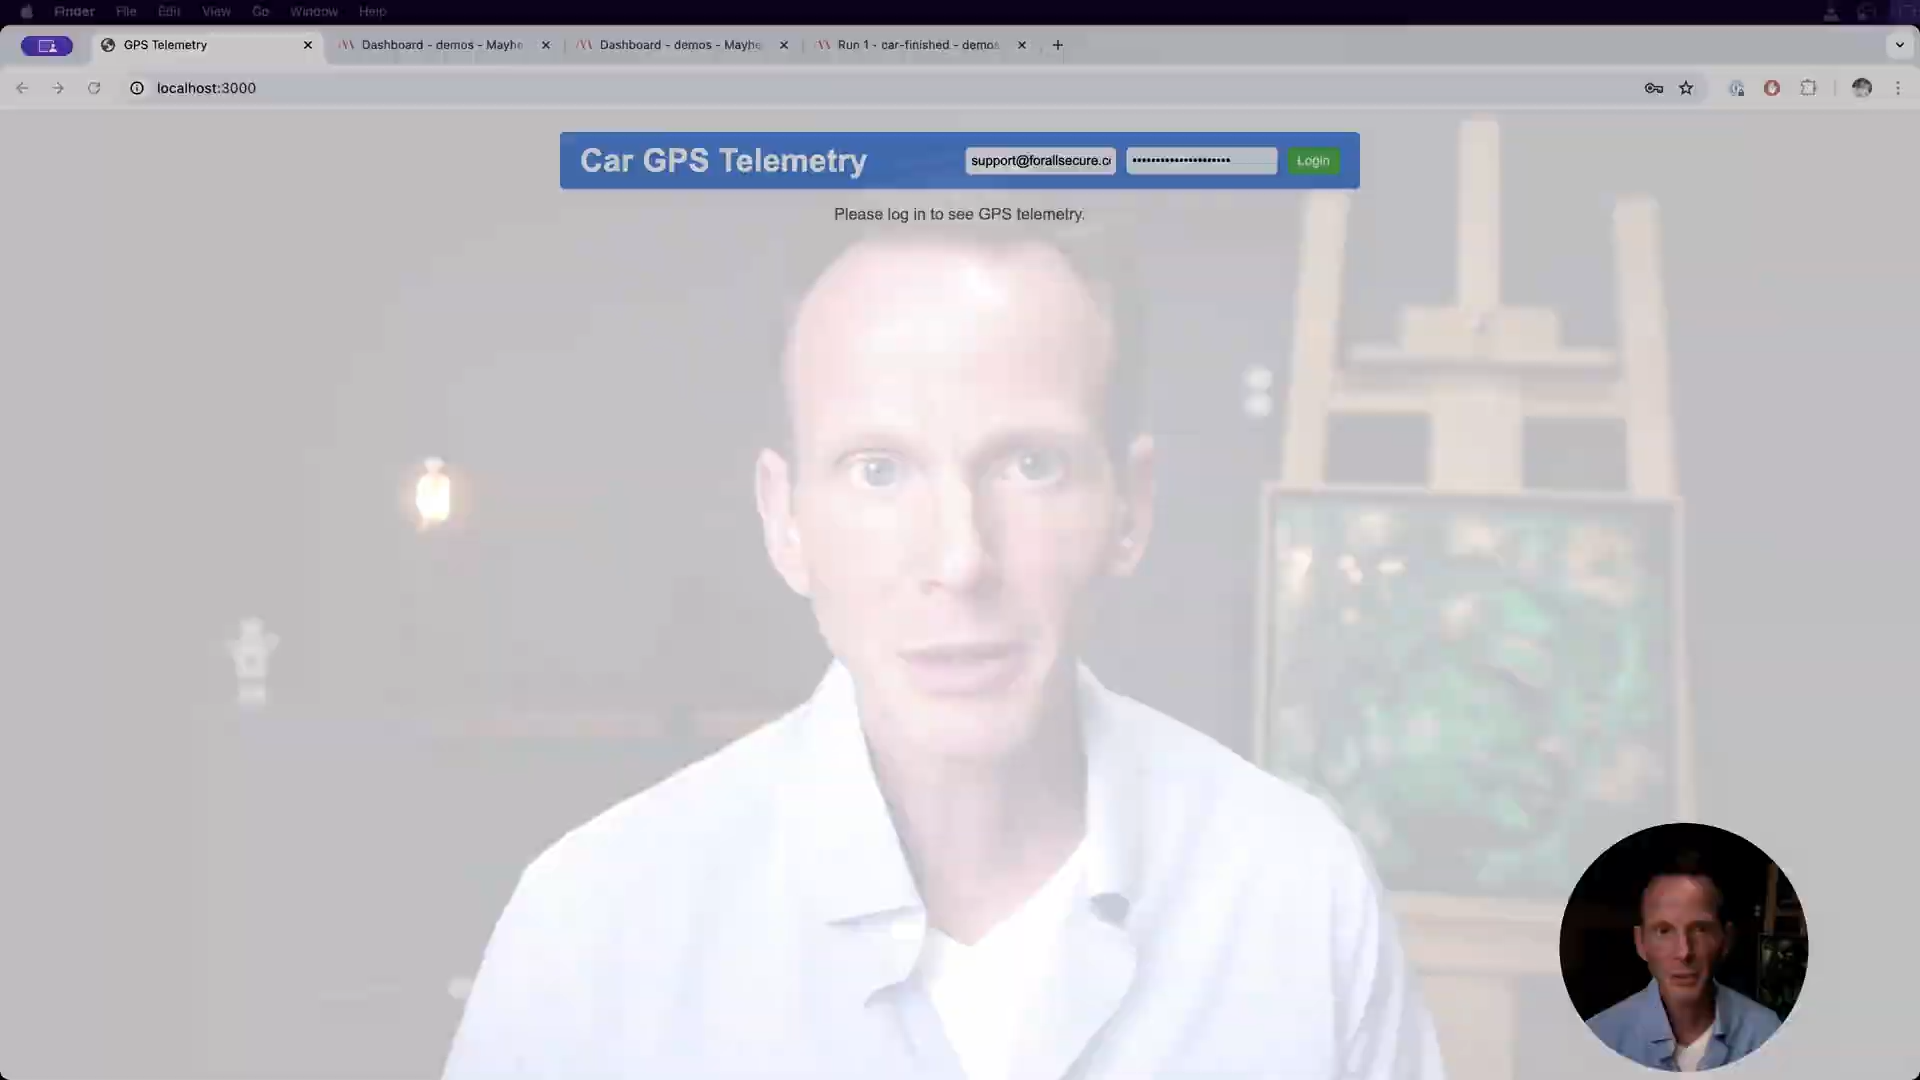 Finder File Edit View Go Window Help
GPS Telemetry
Dashboard - demos - Mayhe
Dashboard - demos - Mayhe
Run 1 - car-finished - demos
localhost:3000
Car GPS Telemetry
support@forallsecure.co
Login
Please log in to see GPS telemetry.